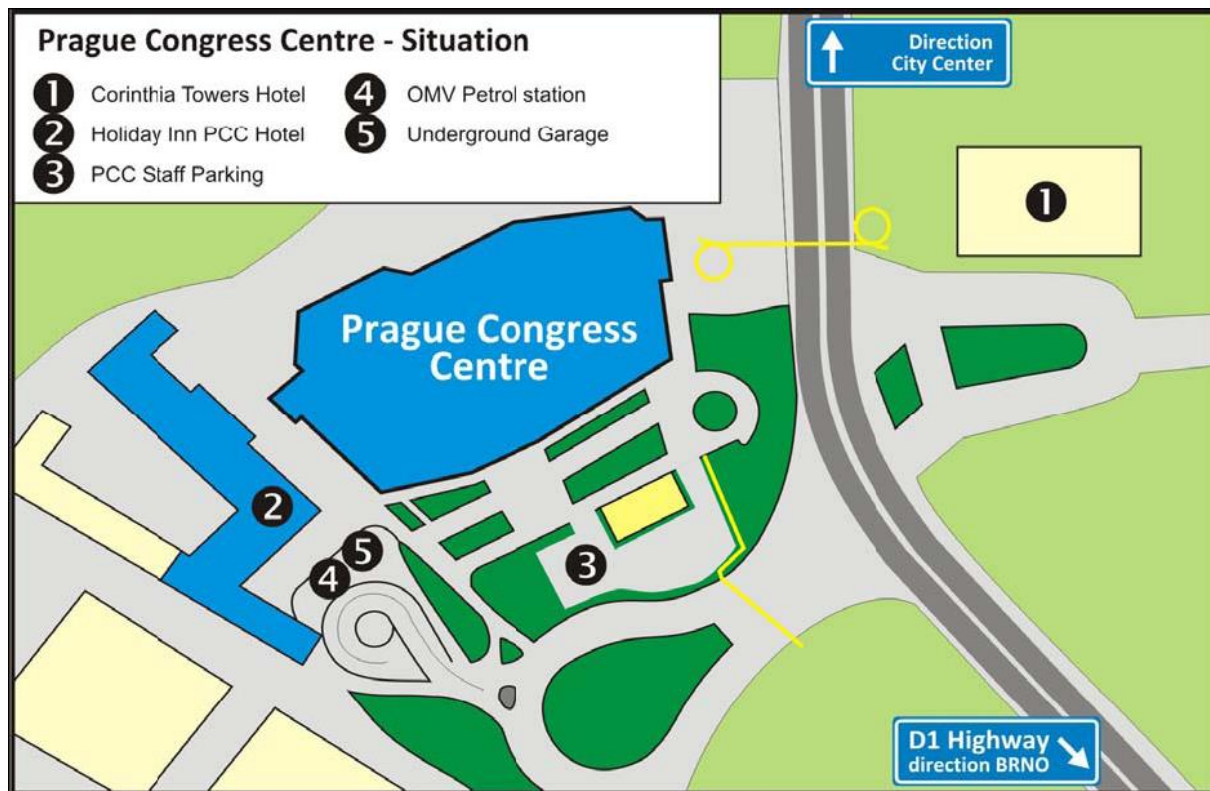 Prague Congress Centre - Situation
1 Corinthia Towers Hotel
2 Holiday Inn PCC Hotel
3 PCC Staff Parking
4 OMV Petrol station
5 Underground Garage
Direction
City Center
1
Prague Congress
Centre
2
5
4
3
D1 Highway
direction BRNO